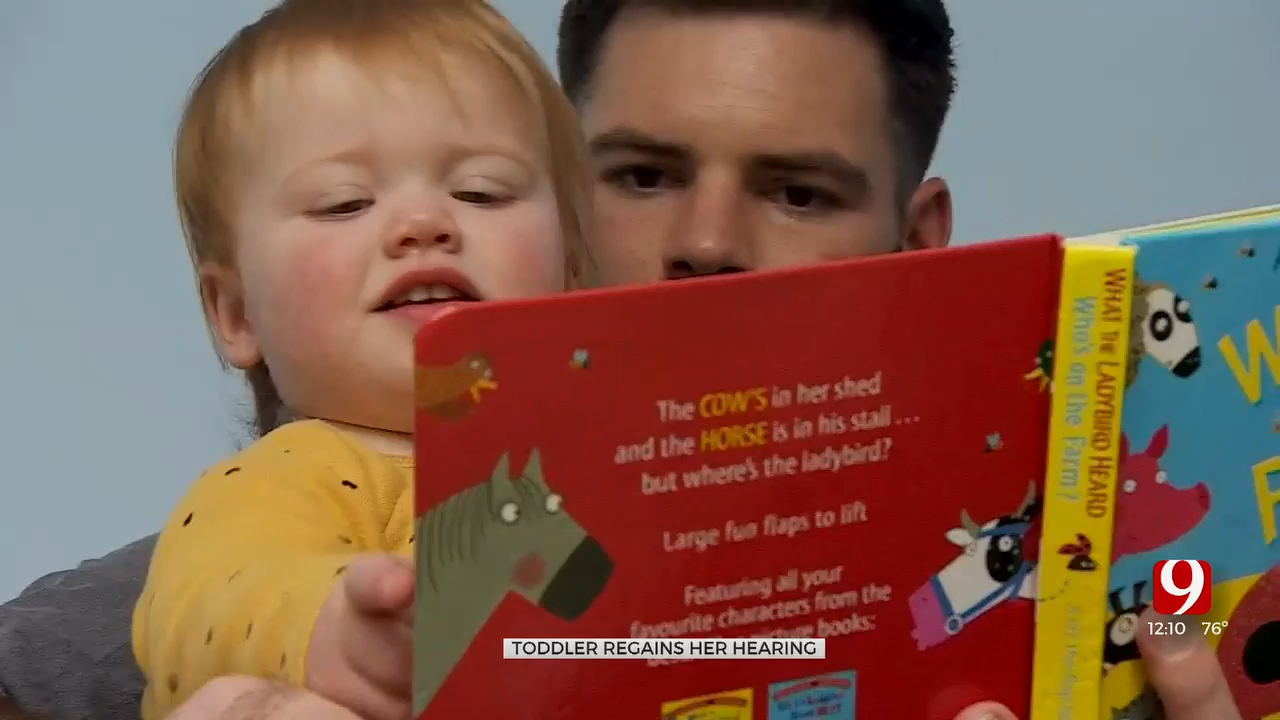 The COW'S in her shed
and the HORSE is in his stall ...
but where's the ladybird?
Large fun flaps to lift
Featuring all your
favourite characters from the
picture books:
WHAT THE LADYBIRD HEARD
Who's on the Farm?
9
12:10 76°
TODDLER REGAINS HER HEARING